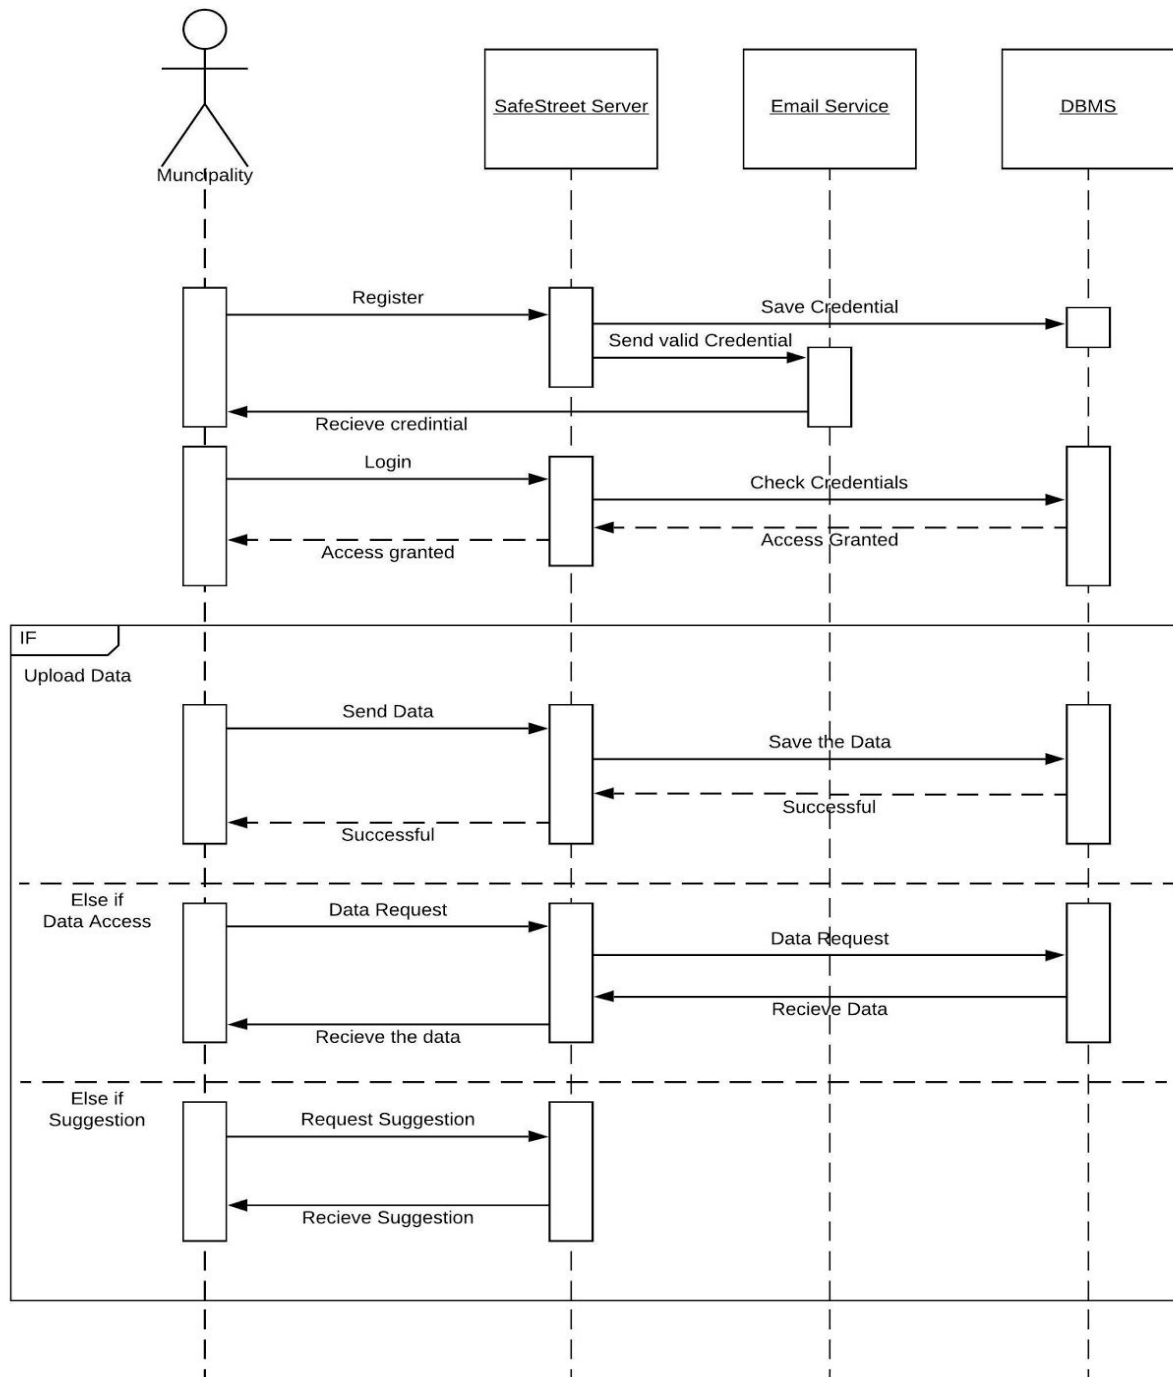 SafeStreet Server
Email Service
DBMS
Muncipality
Register
Save Credential
Send valid Credential
Recieve credintial
Login
Check Credentials
Access Granted
Access granted
IF
Upload Data
Send Data
Save the Data
Successful
Successful
Else if
Data Access
Data Request
Data Request
Recieve Data
Recieve the data
Else if
Suggestion
Request Suggestion
Recieve Suggestion